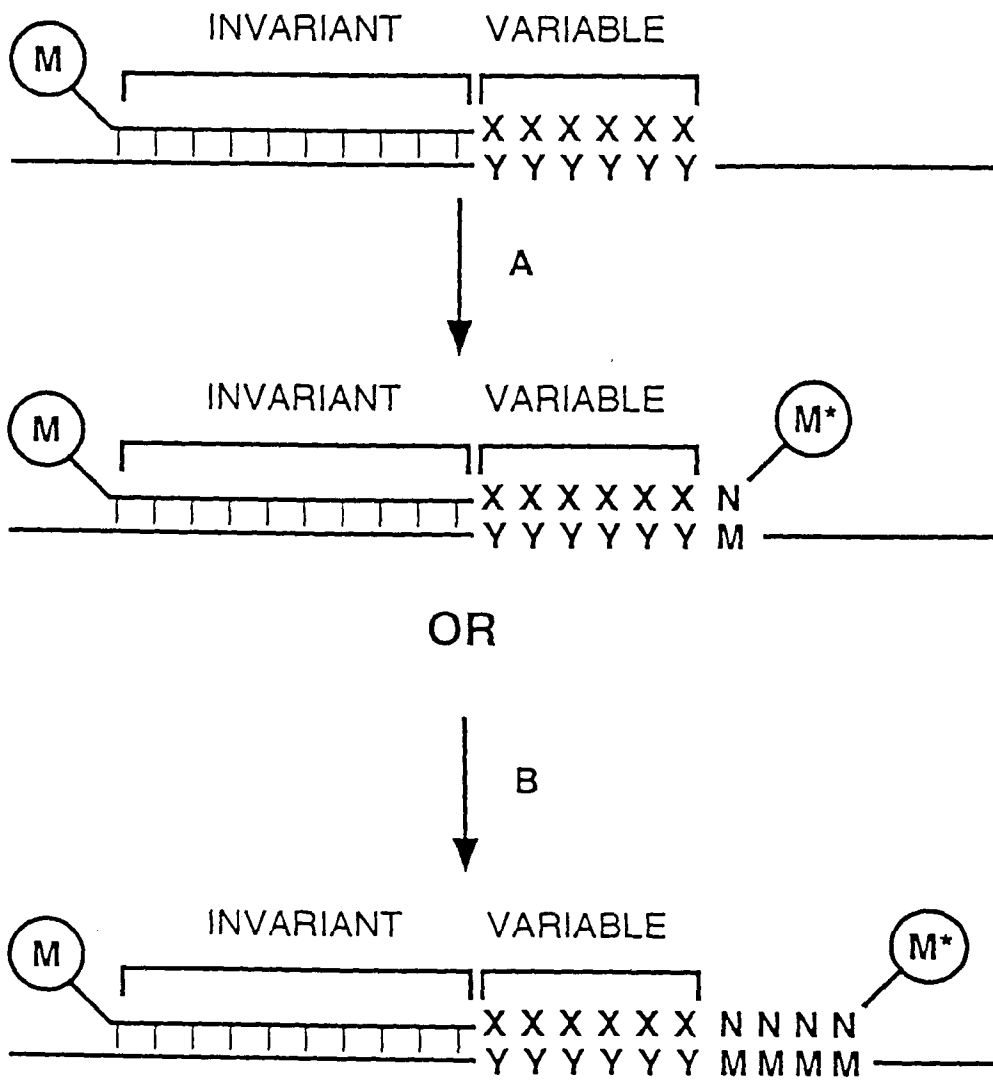 INVARIANT VARIABLE
M
X X X X X X
Y Y Y Y Y Y
A
INVARIANT VARIABLE
M M*
X X X X X X N
Y Y Y Y Y Y M
OR
B
INVARIANT VARIABLE
M M*
X X X X X X N N N N
Y Y Y Y Y Y M M M M